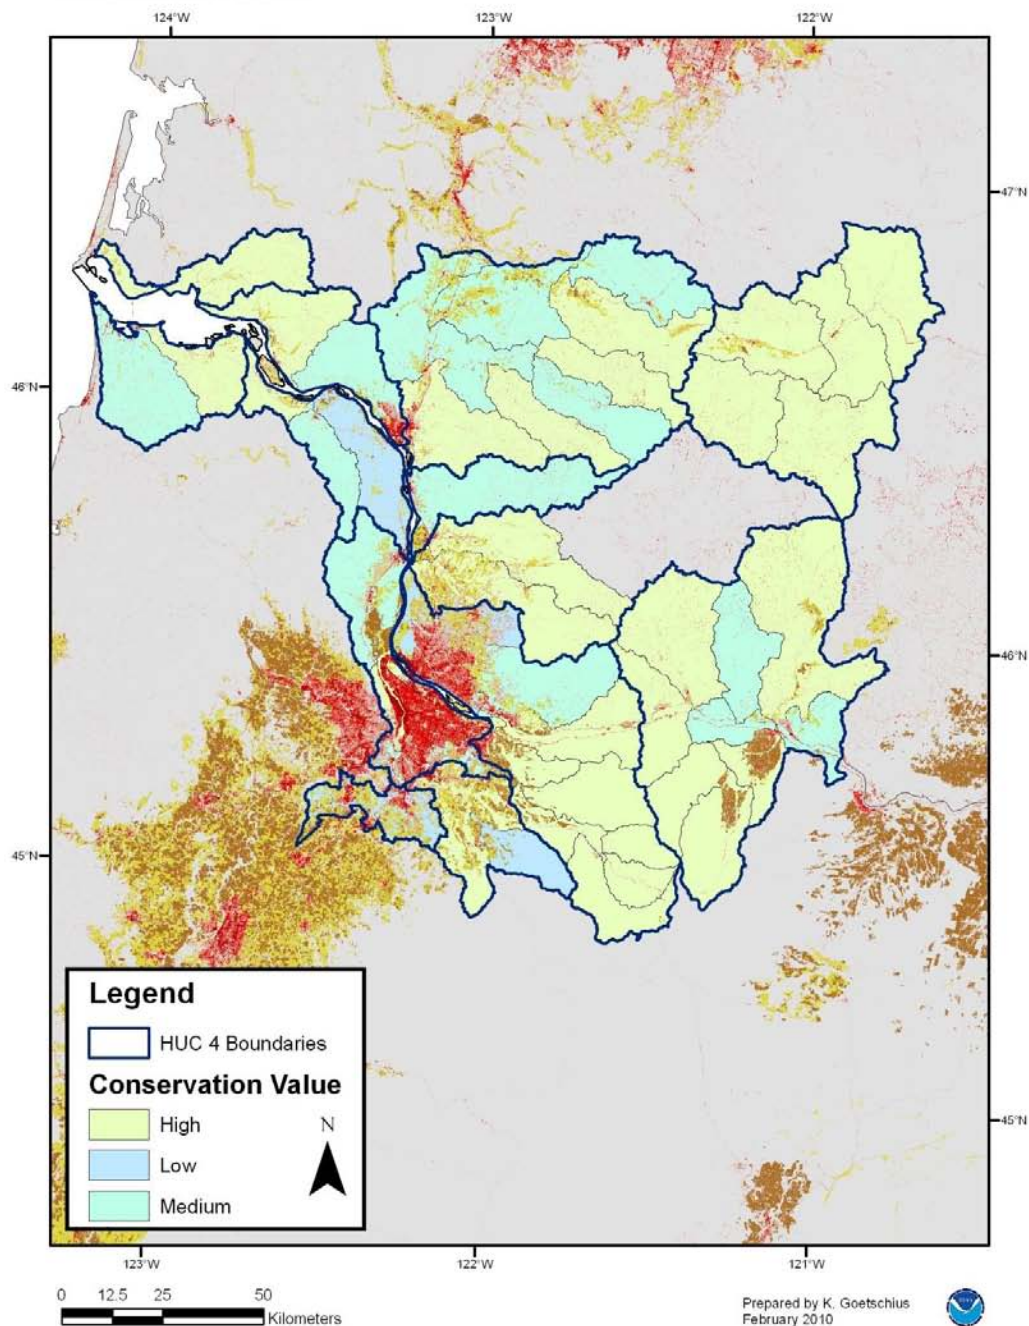 124°W 123°W 122°W
47°N
46°N
46°N
45°N
45°N
Legend
HUC 4 Boundaries
Conservation Value
High
N
Low
Medium
123°W 122°W 121°W
0 12.5 25 50
Kilometers
Prepared by K. Goetschius
February 2010